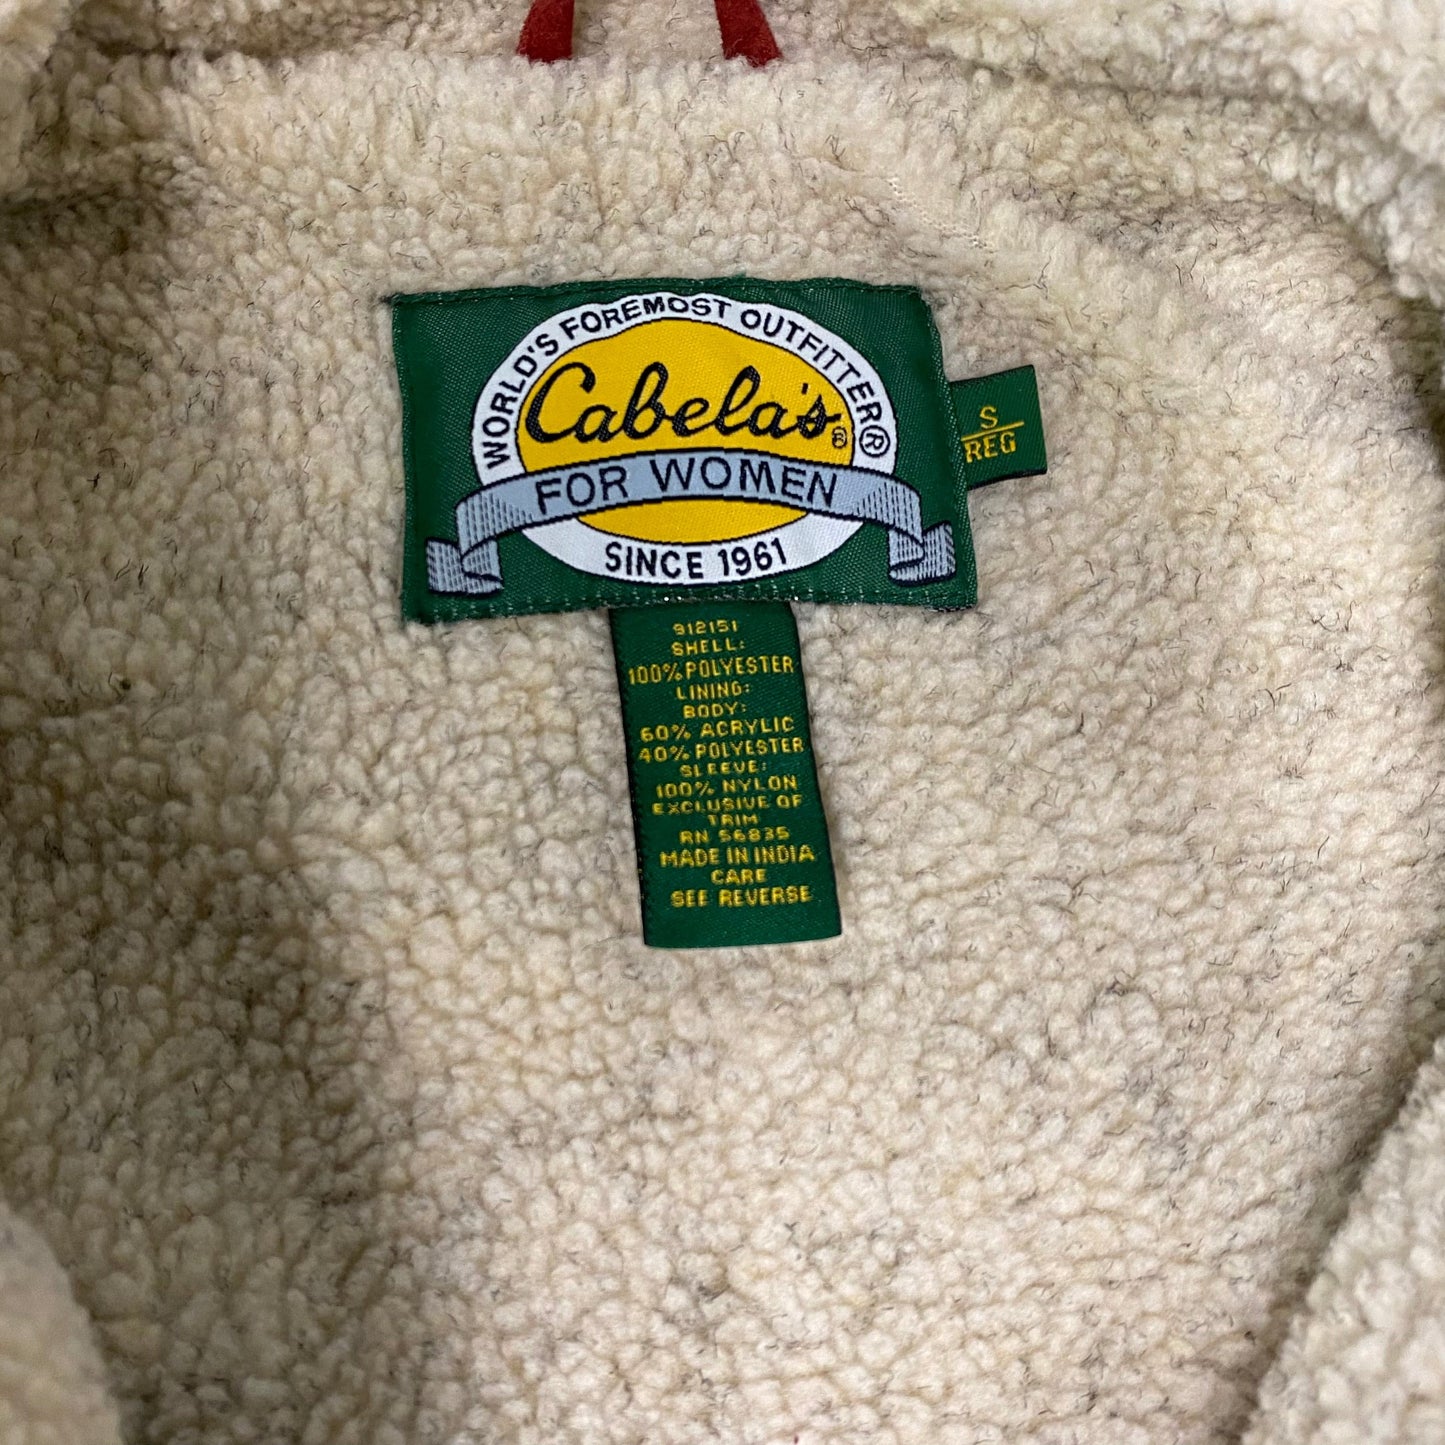 WORLD'S FOREMOST OUTFITTER®
Cabela's®
FOR WOMEN
SINCE 1961
S
REG
912151
SHELL:
100% POLYESTER
LINING:
BODY:
60% ACRYLIC
40% POLYESTER
SLEEVE:
100% NYLON
EXCLUSIVE OF
TRIM
RN 56835
MADE IN INDIA
CARE
SEE REVERSE